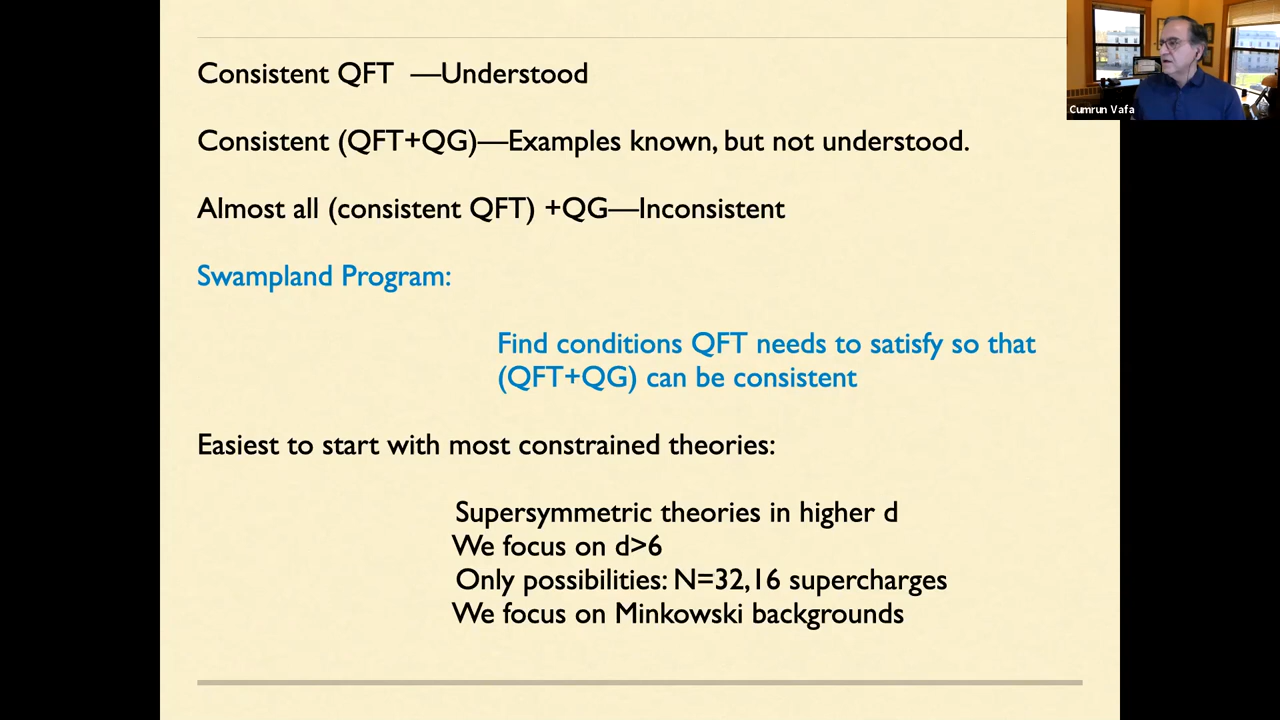 Consistent QFT —Understood
Consistent (QFT+QG)—Examples known, but not understood.
Almost all (consistent QFT) +QG—Inconsistent
Swampland Program:
Find conditions QFT needs to satisfy so that
(QFT+QG) can be consistent
Easiest to start with most constrained theories:
Supersymmetric theories in higher d
We focus on d>6
Only possibilities: N=32,16 supercharges
We focus on Minkowski backgrounds
Cumrun Vafa